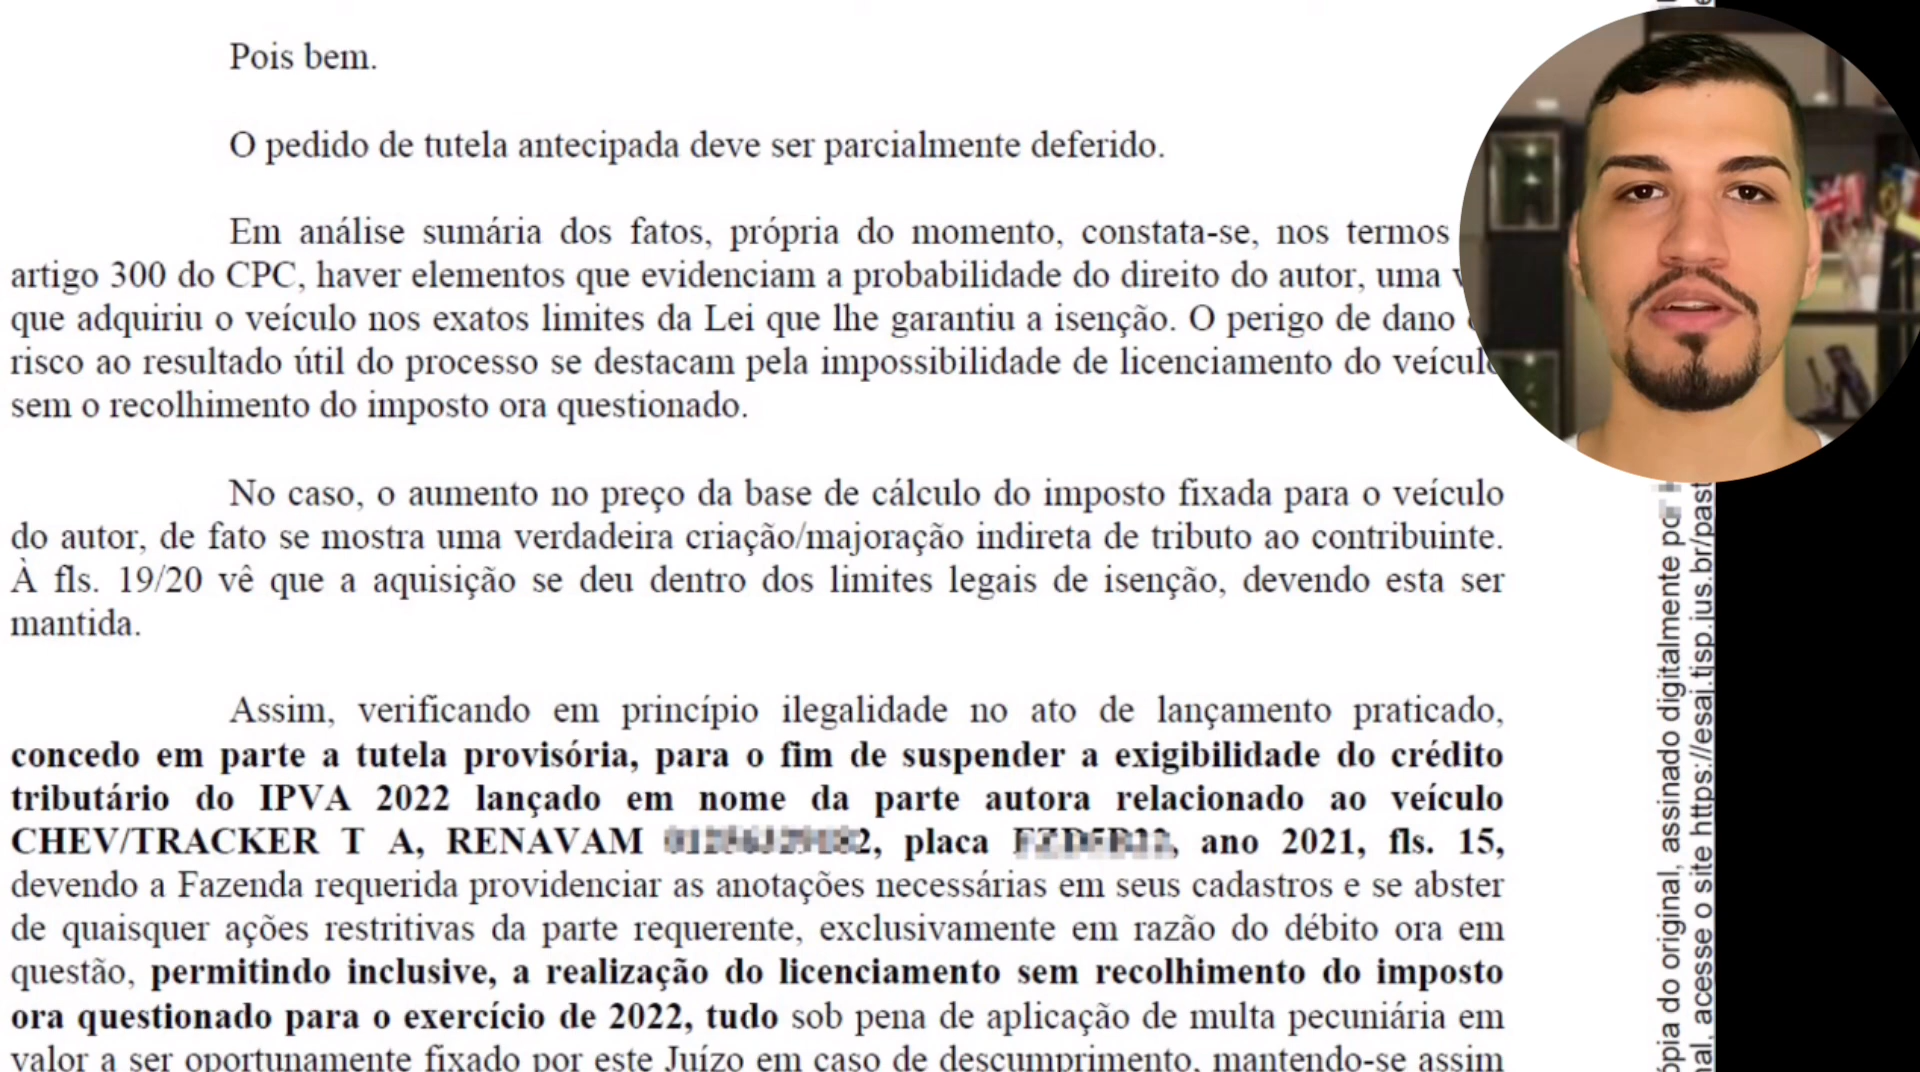 Pois bem.
O pedido de tutela antecipada deve ser parcialmente deferido.
Em análise sumária dos fatos, própria do momento, constata-se, nos termos
artigo 300 do CPC, haver elementos que evidenciam a probabilidade do direito do autor, uma
que adquiriu o veículo nos exatos limites da Lei que lhe garantiu a isenção. O perigo de dano
risco ao resultado útil do processo se destacam pela impossibilidade de licenciamento do veículo
sem o recolhimento do imposto ora questionado.
No caso, o aumento no preço da base de cálculo do imposto fixada para o veículo
do autor, de fato se mostra uma verdadeira criação/majoração indireta de tributo ao contribuinte.
À fls. 19/20 vê que a aquisição se deu dentro dos limites legais de isenção, devendo esta ser
mantida.
Assim, verificando em princípio ilegalidade no ato de lançamento praticado,
concedo em parte a tutela provisória, para o fim de suspender a exigibilidade do crédito
tributário do IPVA 2022 lançado em nome da parte autora relacionado ao veículo
CHEV/TRACKER T A, RENAVAM , placa , ano 2021, fls. 15,
devendo a Fazenda requerida providenciar as anotações necessárias em seus cadastros e se abster
de quaisquer ações restritivas da parte requerente, exclusivamente em razão do débito ora em
questão, permitindo inclusive, a realização do licenciamento sem recolhimento do imposto
ora questionado para o exercício de 2022, tudo sob pena de aplicação de multa pecuniária em
valor a ser oportunamente fixado por este Juízo em caso de descumprimento, mantendo-se assim
ópia do original, assinado digitalmente por
nal, acesse o site https://esaj.tjsp.jus.br/past